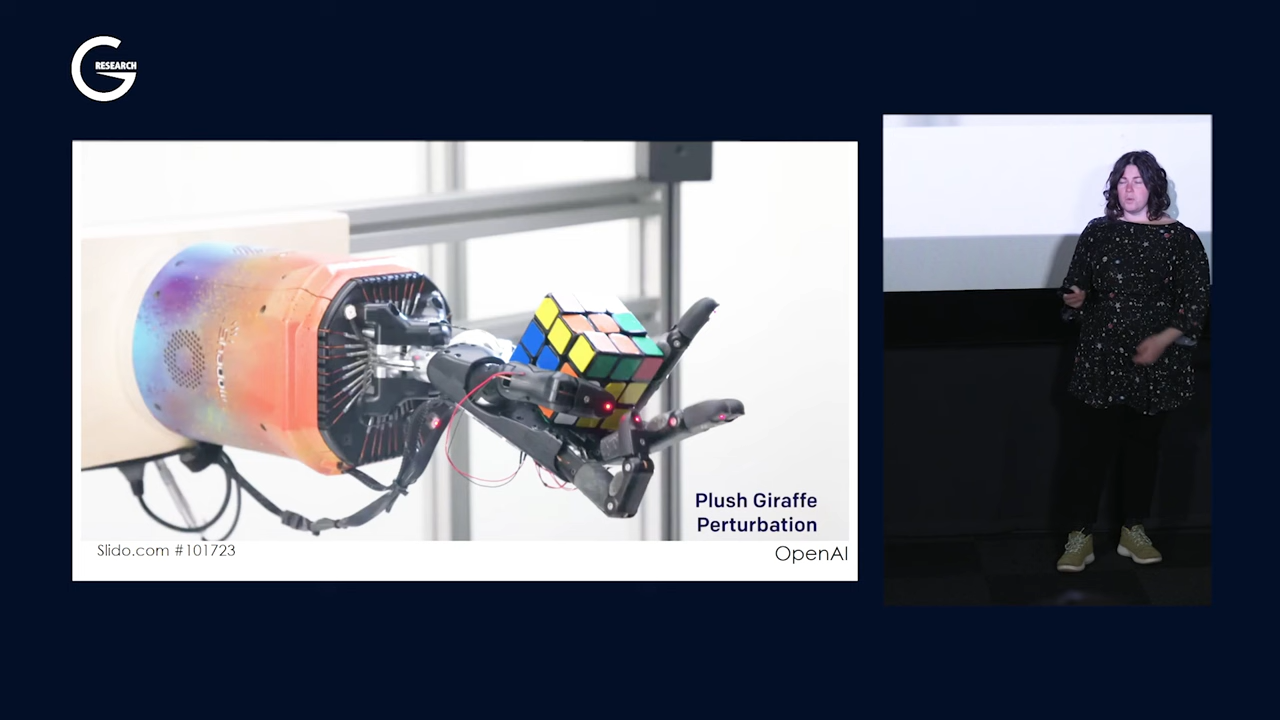 RESEARCH
Plush Giraffe
Perturbation
Slido.com #101723
OpenAI